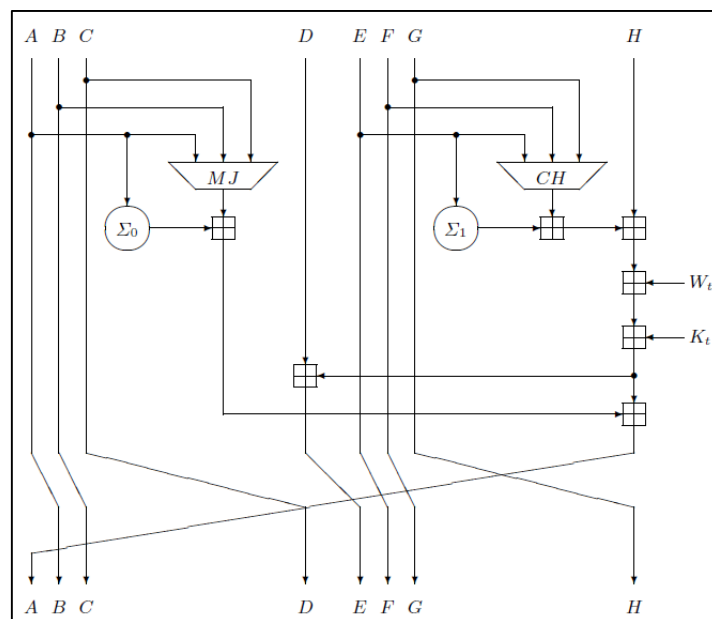 A B C D E F G H
MJ CH
Σ₀ Σ₁
Wₜ
Kₜ
A B C D E F G H